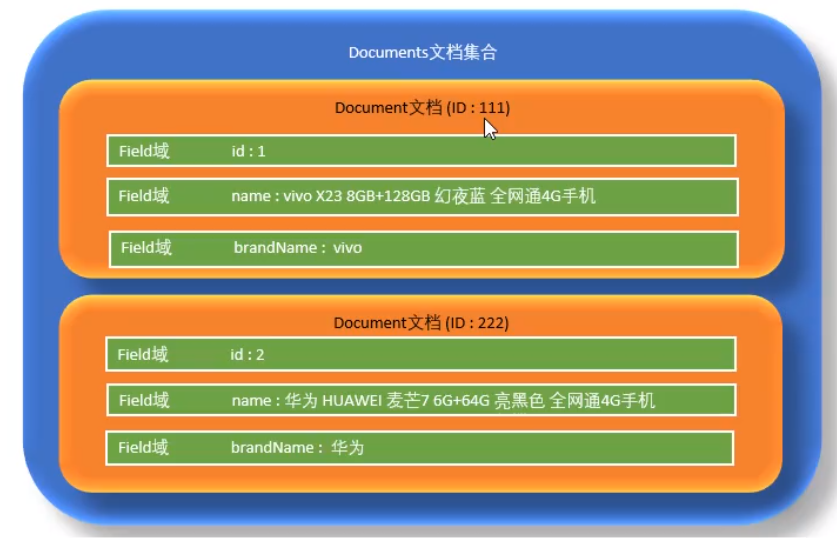 Documents文档集合
Document文档 (ID : 111)
Field域 id : 1
Field域 name : vivo X23 8GB+128GB 幻夜蓝 全网通4G手机
Field域 brandName : vivo
Document文档 (ID : 222)
Field域 id : 2
Field域 name : 华为 HUAWEI 麦芒7 6G+64G 亮黑色 全网通4G手机
Field域 brandName : 华为